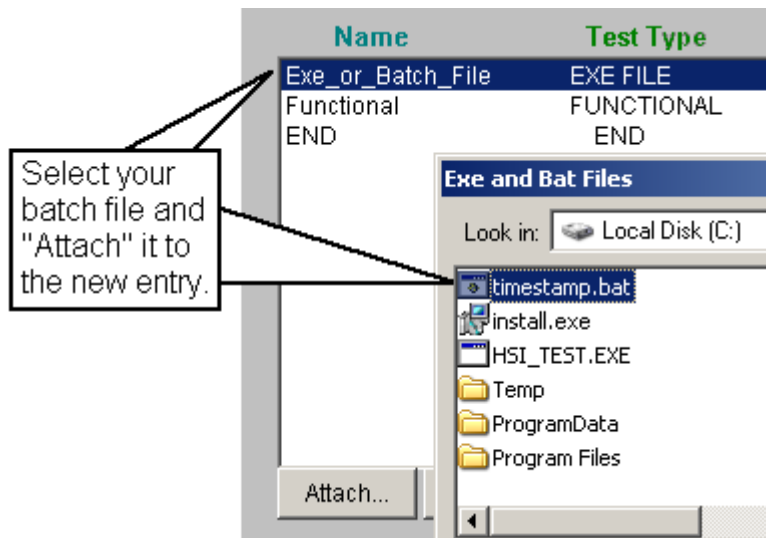 Name Test Type
Exe_or_Batch_File EXE FILE
Functional FUNCTIONAL
END END
Select your
batch file and
"Attach" it to
the new entry.
Exe and Bat Files
Look in: Local Disk (C:)
timestamp.bat
install.exe
HSI_TEST.EXE
Temp
ProgramData
Program Files
Attach...